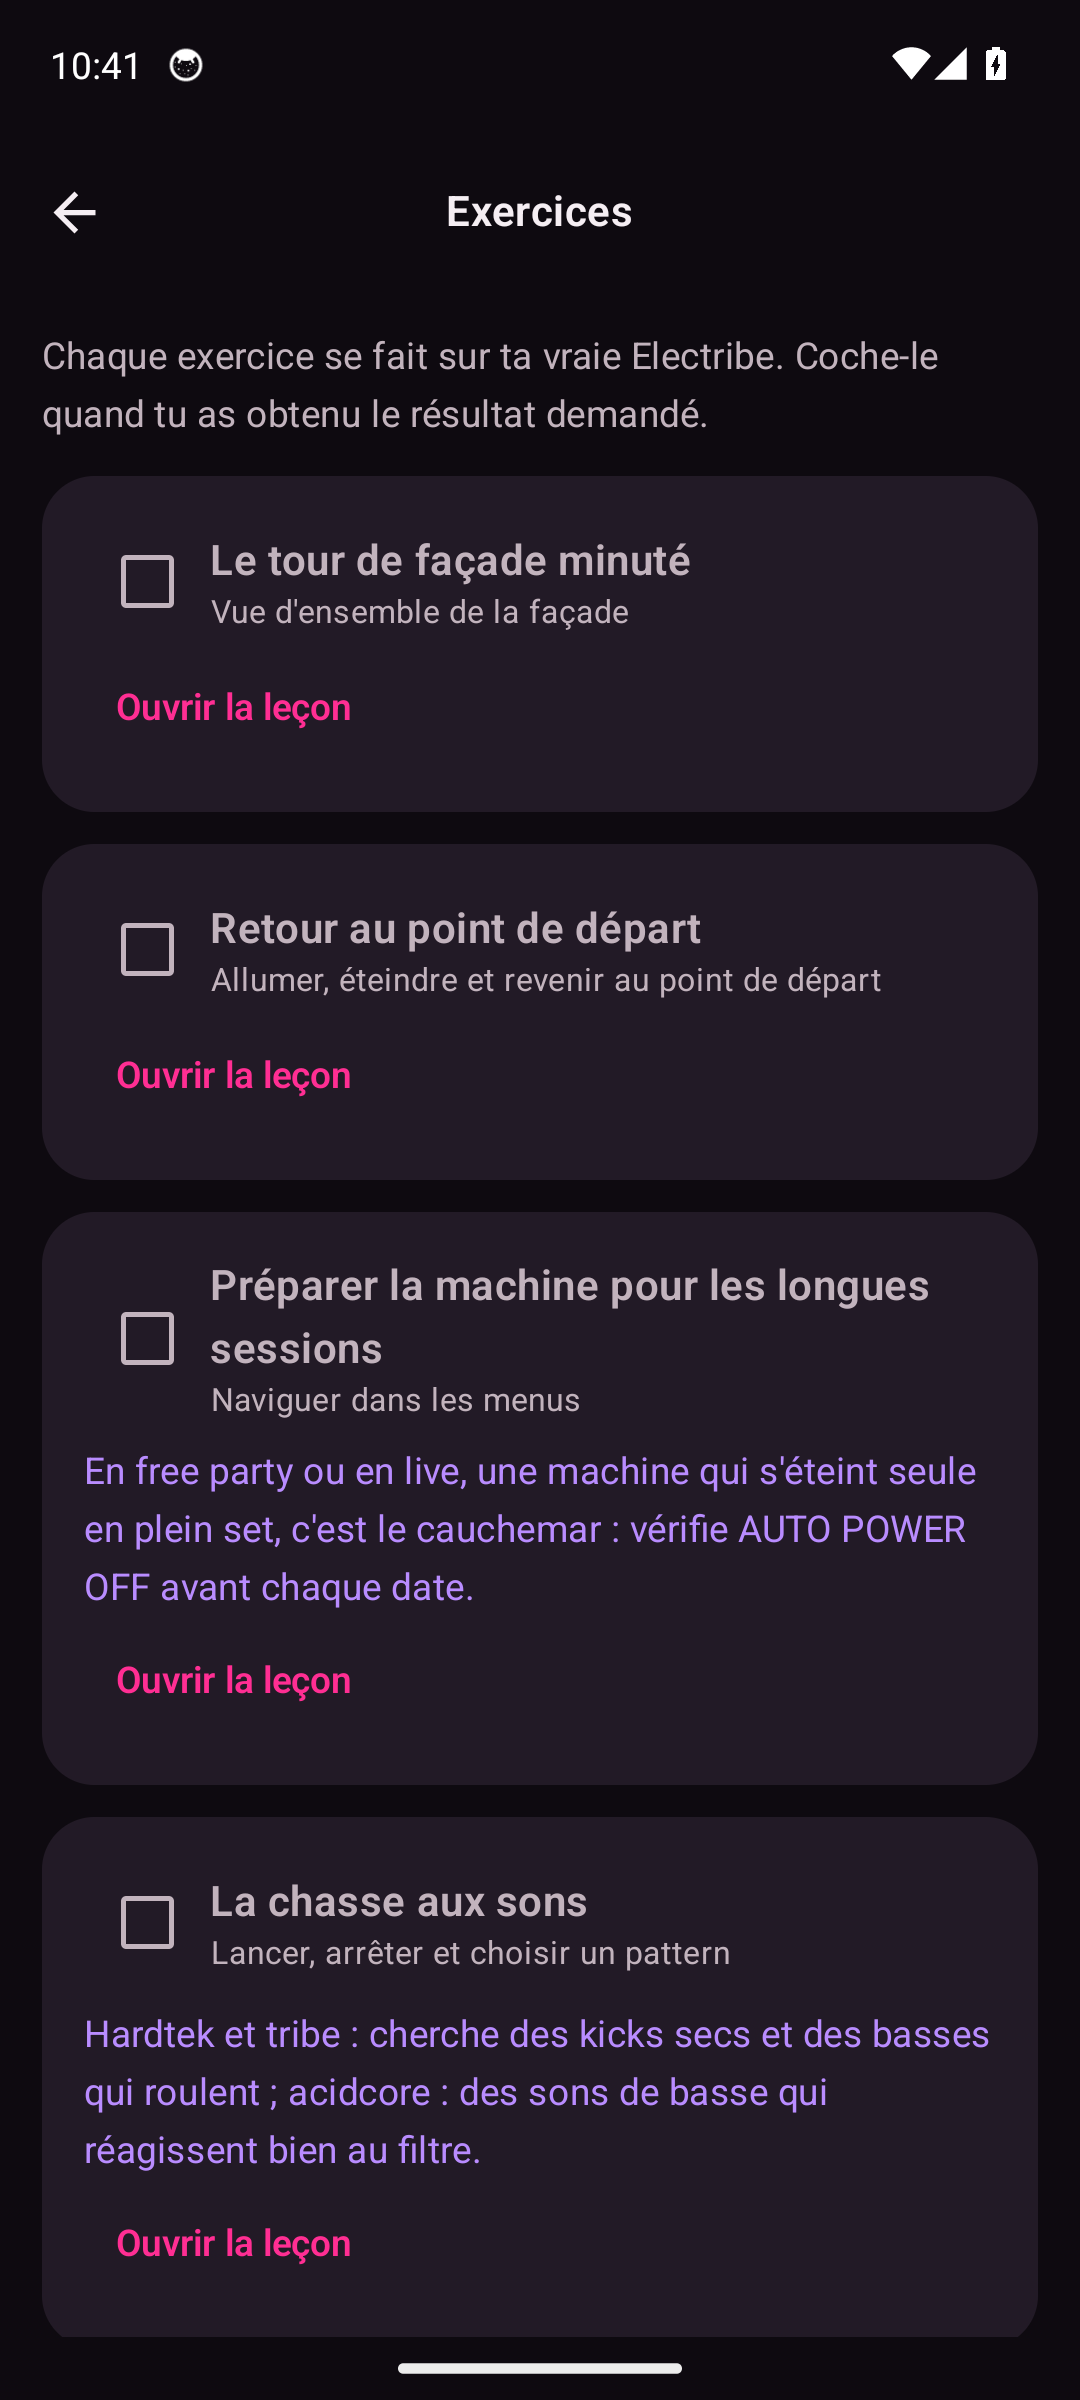 10:41
Exercices
Chaque exercice se fait sur ta vraie Electribe. Coche-le
quand tu as obtenu le résultat demandé.
Le tour de façade minuté
Vue d'ensemble de la façade
Ouvrir la leçon
Retour au point de départ
Allumer, éteindre et revenir au point de départ
Ouvrir la leçon
Préparer la machine pour les longues
sessions
Naviguer dans les menus
En free party ou en live, une machine qui s'éteint seule
en plein set, c'est le cauchemar : vérifie AUTO POWER
OFF avant chaque date.
Ouvrir la leçon
La chasse aux sons
Lancer, arrêter et choisir un pattern
Hardtek et tribe : cherche des kicks secs et des basses
qui roulent ; acidcore : des sons de basse qui
réagissent bien au filtre.
Ouvrir la leçon